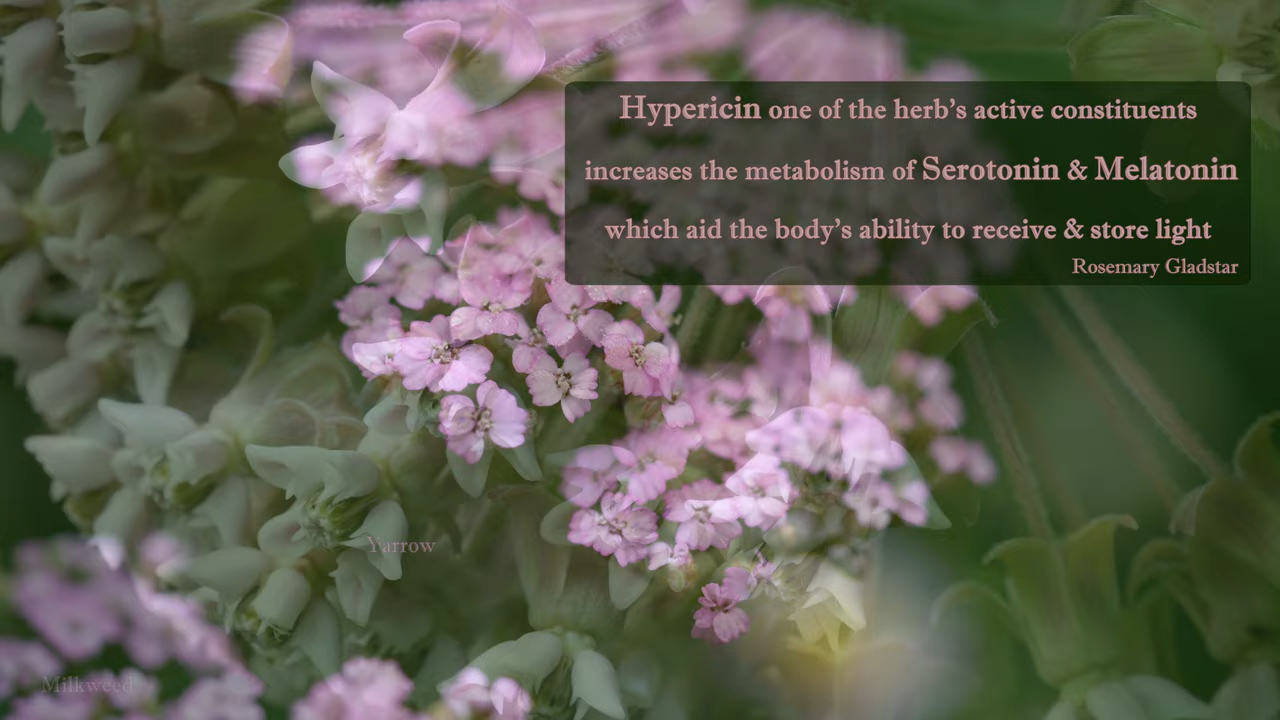 Hypericin one of the herb's active constituents
increases the metabolism of Serotonin & Melatonin
which aid the body's ability to receive & store light
Rosemary Gladstar
Yarrow
Milkweed